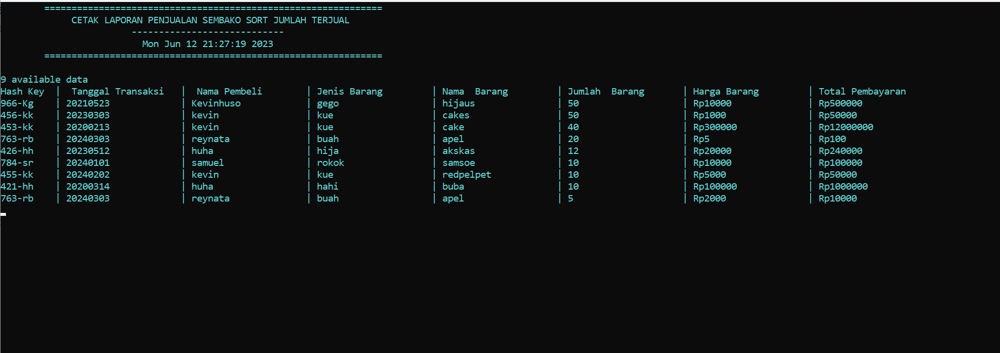 ==============================================================
CETAK LAPORAN PENJUALAN SEMBAKO SORT JUMLAH TERJUAL
----------------------------
Mon Jun 12 21:27:19 2023
==============================================================
9 available data
Hash Key | Tanggal Transaksi | Nama Pembeli | Jenis Barang | Nama  Barang | Jumlah  Barang | Harga Barang | Total Pembayaran
966-Kg | 20210523 | Kevinhuso | gego | hijaus | 50 | Rp10000 | Rp500000
456-kk | 20230303 | kevin | kue | cakes | 50 | Rp1000 | Rp50000
453-kk | 20200213 | kevin | kue | cake | 40 | Rp300000 | Rp12000000
763-rb | 20240303 | reynata | buah | apel | 20 | Rp5 | Rp100
426-hh | 20230512 | huha | hija | akskas | 12 | Rp20000 | Rp240000
784-sr | 20240101 | samuel | rokok | samsoe | 10 | Rp10000 | Rp100000
455-kk | 20240202 | kevin | kue | redpelpet | 10 | Rp5000 | Rp50000
421-hh | 20200314 | huha | hahi | buba | 10 | Rp100000 | Rp1000000
763-rb | 20240303 | reynata | buah | apel | 5 | Rp2000 | Rp10000